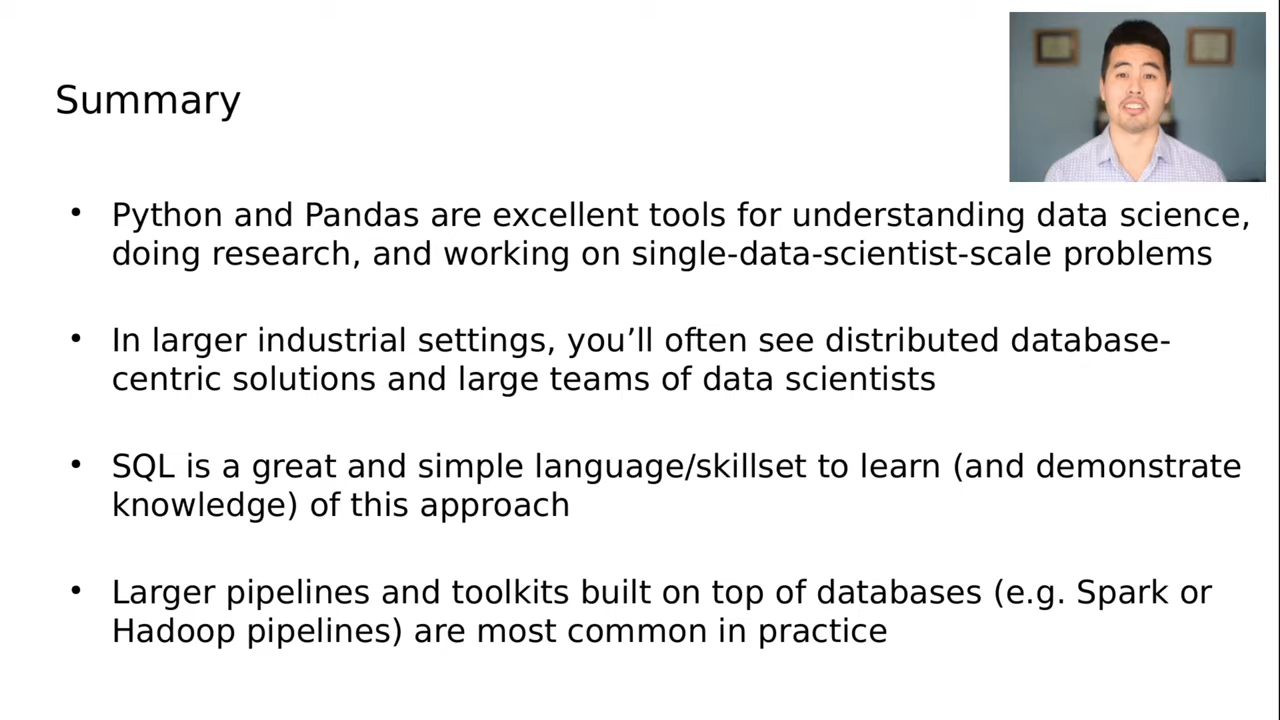 Summary
• Python and Pandas are excellent tools for understanding data science,
doing research, and working on single-data-scientist-scale problems
• In larger industrial settings, you’ll often see distributed database-
centric solutions and large teams of data scientists
• SQL is a great and simple language/skillset to learn (and demonstrate
knowledge) of this approach
• Larger pipelines and toolkits built on top of databases (e.g. Spark or
Hadoop pipelines) are most common in practice